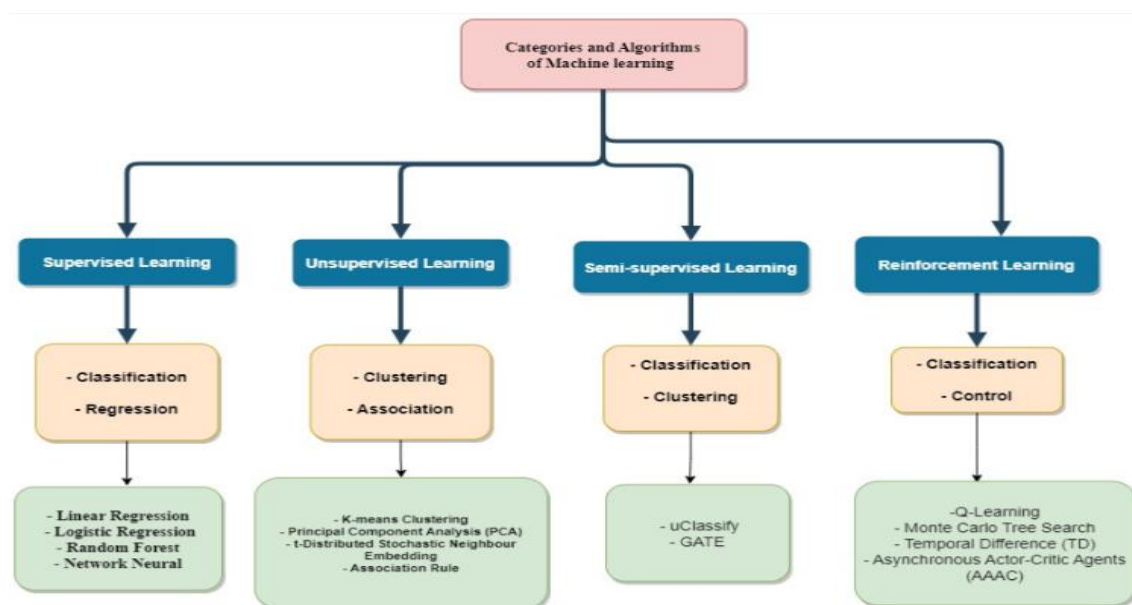 Categories and Algorithms
of Machine learning
Supervised Learning
Unsupervised Learning
Semi-supervised Learning
Reinforcement Learning
- Classification
- Regression
- Clustering
- Association
- Classification
- Clustering
- Classification
- Control
- Linear Regression
- Logistic Regression
- Random Forest
- Network Neural
- K-means Clustering
- Principal Component Analysis (PCA)
- t-Distributed Stochastic Neighbour
Embedding
- Association Rule
- uClassify
- GATE
-Q-Learning
- Monte Carlo Tree Search
- Temporal Difference (TD)
- Asynchronous Actor-Critic Agents
(AAAC)